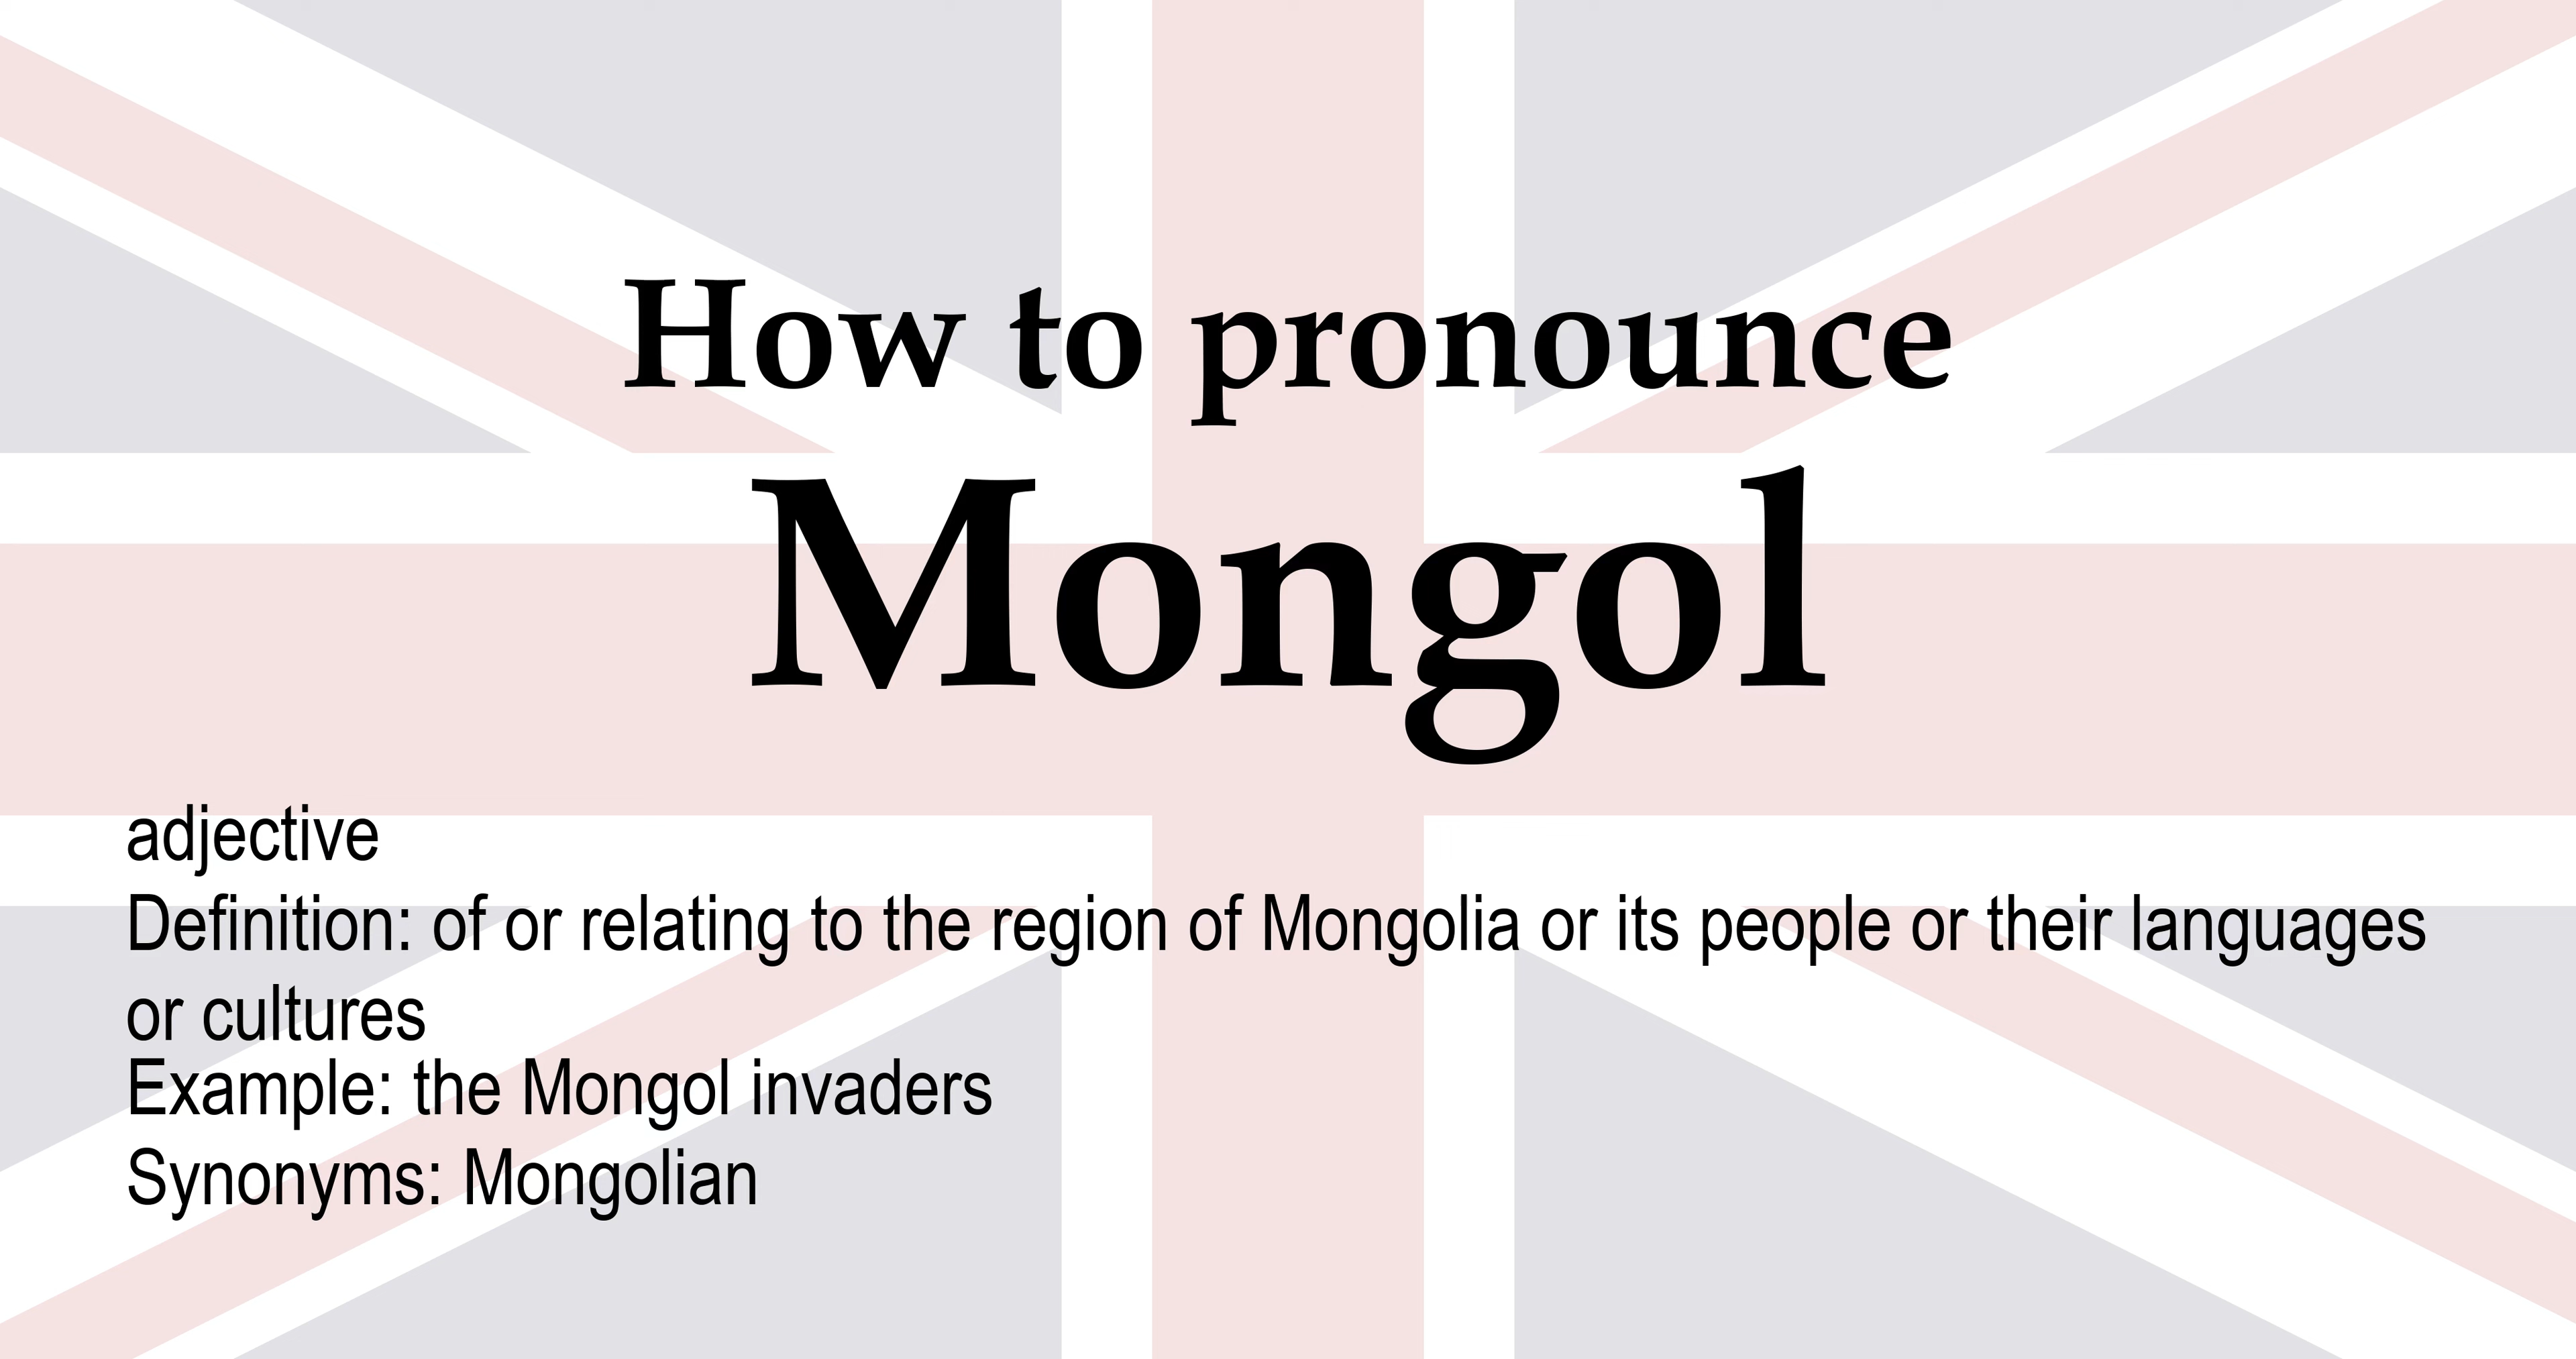 How to pronounce
Mongol
adjective
Definition: of or relating to the region of Mongolia or its people or their languages
or cultures
Example: the Mongol invaders
Synonyms: Mongolian